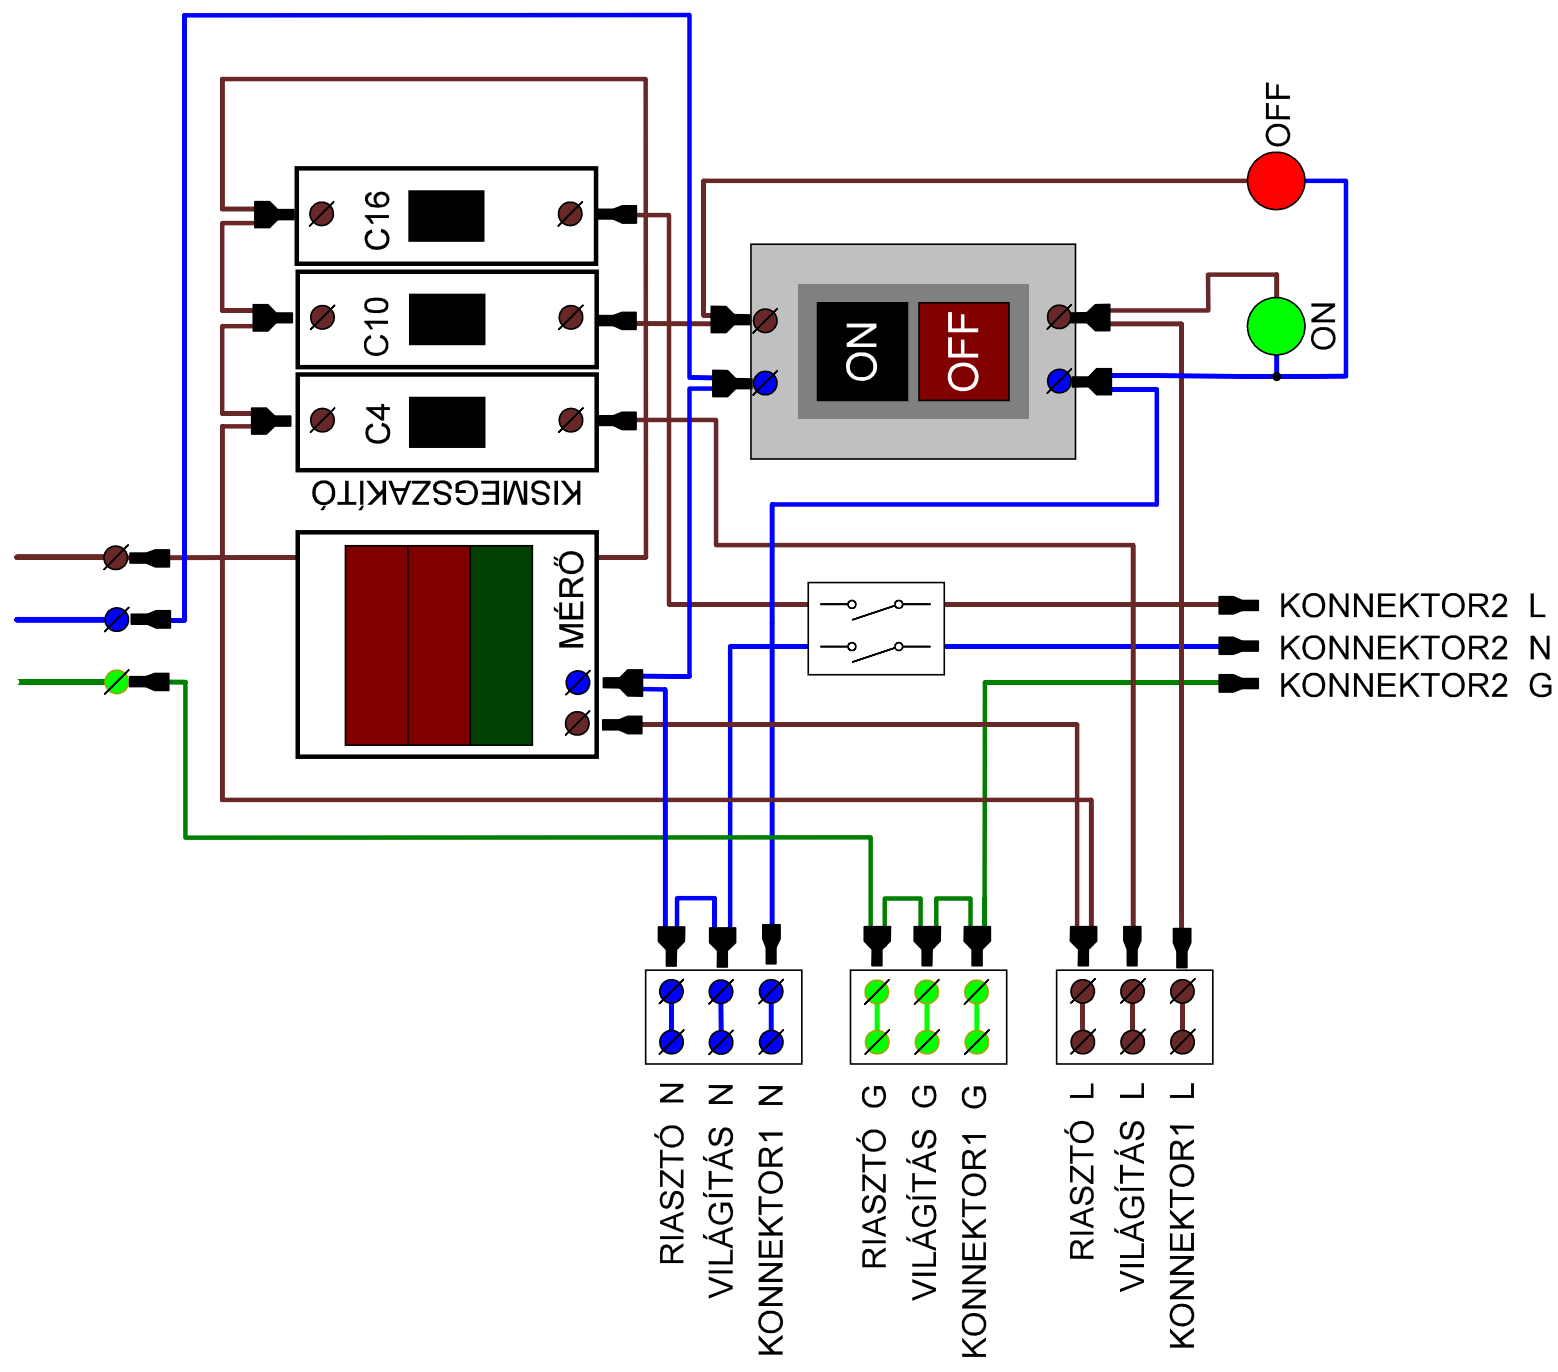 OFF
C16
C10
ON
OFF
ON
C4
KISMEGSZAKÍTÓ
MÉRŐ
KONNEKTOR2 L
KONNEKTOR2 N
KONNEKTOR2 G
RIASZTÓ N
VILÁGÍTÁS N
KONNEKTOR1 N
RIASZTÓ G
VILÁGÍTÁS G
KONNEKTOR1 G
RIASZTÓ L
VILÁGÍTÁS L
KONNEKTOR1 L